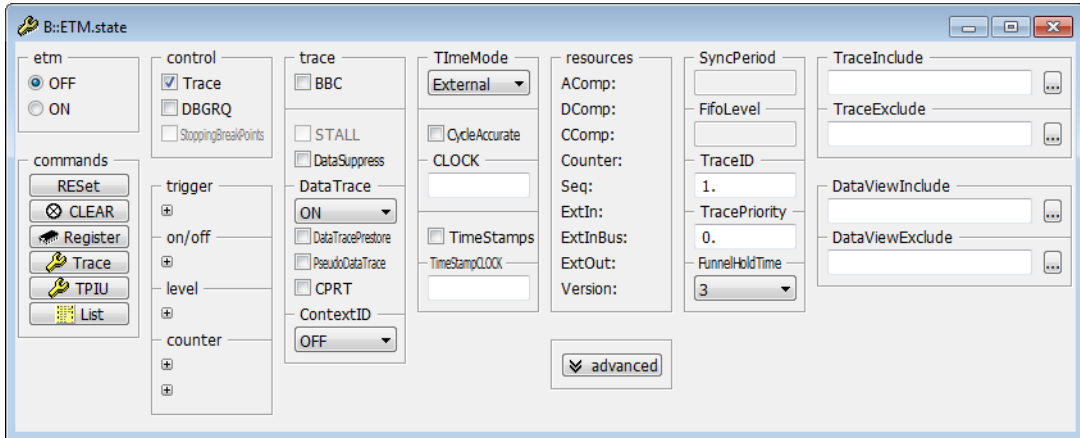 B::ETM.state
etm
OFF
ON
commands
RESet
CLEAR
Register
Trace
TPIU
List
control
Trace
DBGRQ
StoppingBreakPoints
trigger
on/off
level
counter
trace
BBC
STALL
DataSuppress
DataTrace
ON
DataTracePrestore
PseudoDataTrace
CPRT
ContextID
OFF
TImeMode
External
CycleAccurate
CLOCK
TimeStamps
TimeStampCLOCK
resources
AComp:
DComp:
CComp:
Counter:
Seq:
ExtIn:
ExtInBus:
ExtOut:
Version:
advanced
SyncPeriod
FifoLevel
TraceID
1.
TracePriority
0.
FunnelHoldTime
3
TraceInclude
...
TraceExclude
...
DataViewInclude
...
DataViewExclude
...